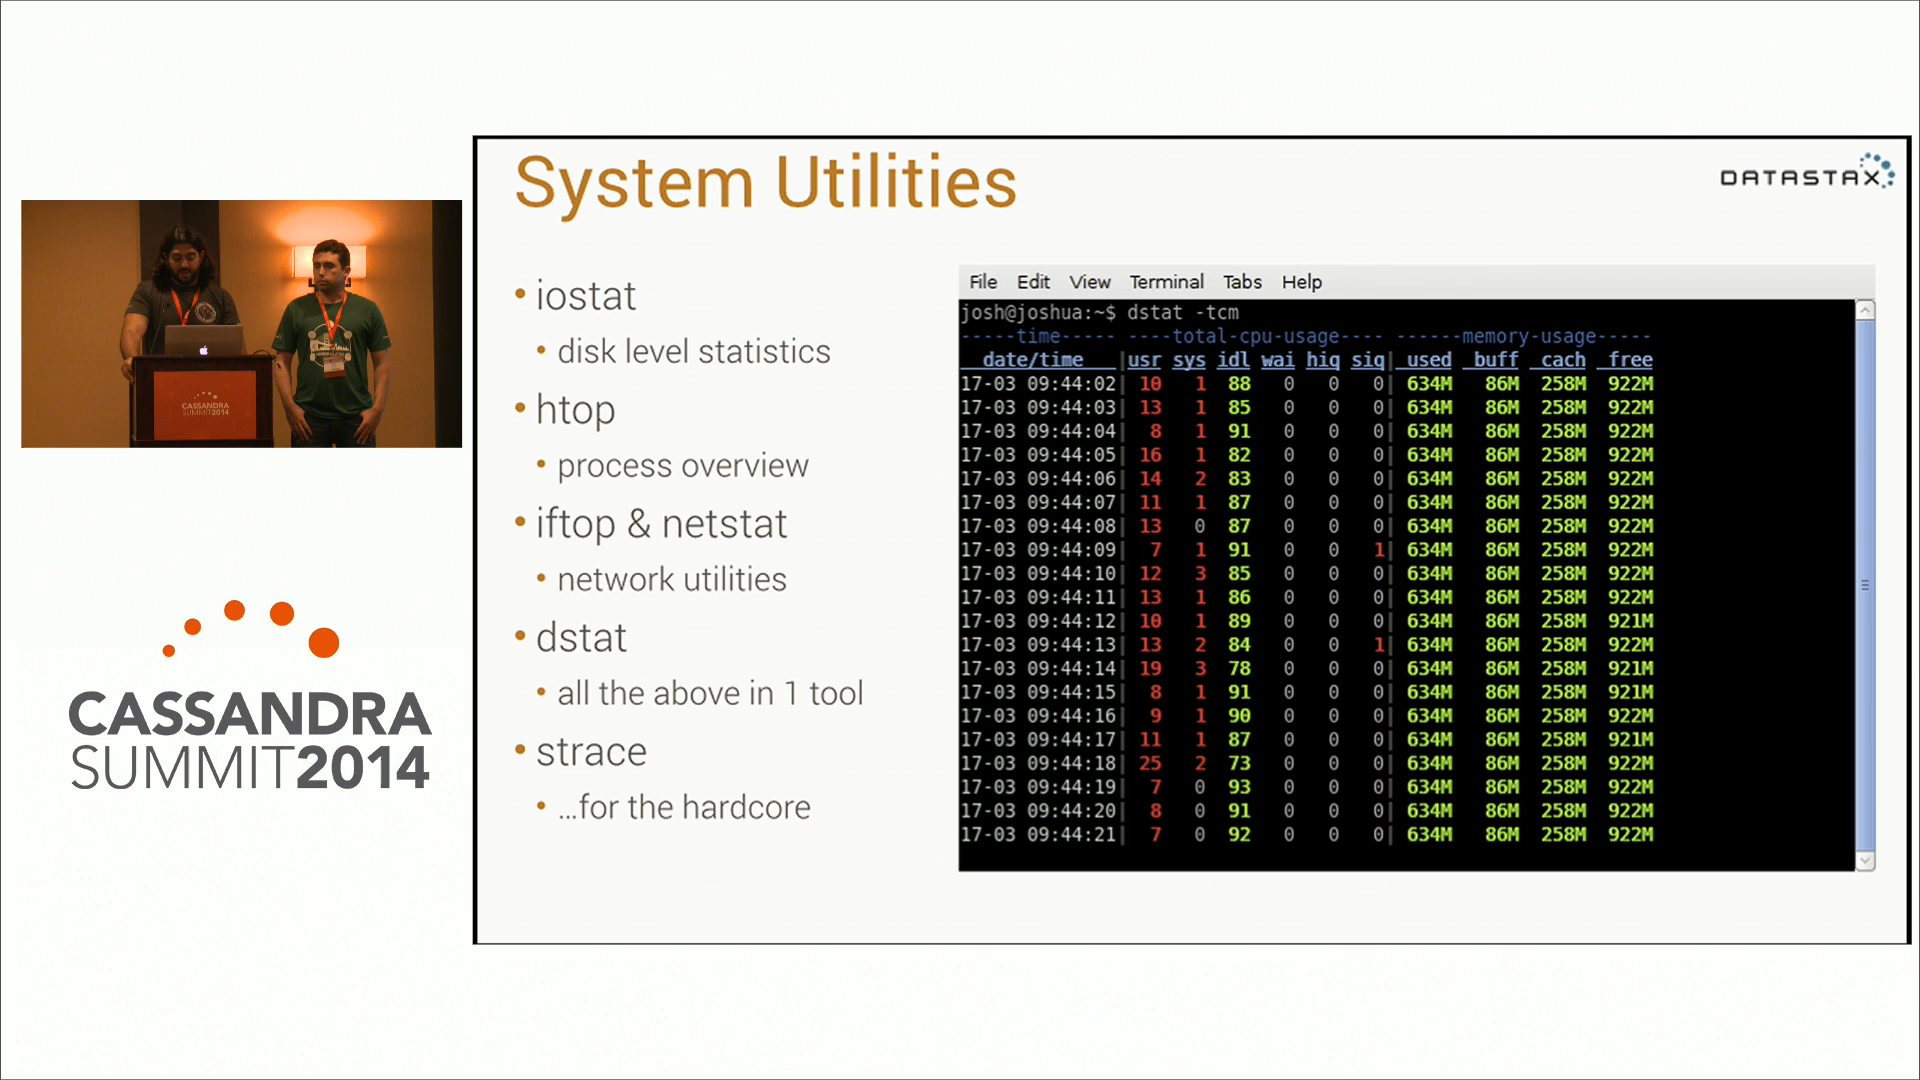 System Utilities
DATASTAX
• iostat
• disk level statistics
• htop
• process overview
• iftop & netstat
• network utilities
• dstat
• all the above in 1 tool
• strace
• ...for the hardcore
File Edit View Terminal Tabs Help
josh@joshua:~$ dstat -tcm
-----time----- ----total-cpu-usage---- ------memory-usage-----
date/time |usr sys idl wai hiq siq| used buff cach free
17-03 09:44:02| 10 1 88 0 0 0| 634M 86M 258M 922M
17-03 09:44:03| 13 1 85 0 0 0| 634M 86M 258M 922M
17-03 09:44:04| 8 1 91 0 0 0| 634M 86M 258M 922M
17-03 09:44:05| 16 1 82 0 0 0| 634M 86M 258M 922M
17-03 09:44:06| 14 2 83 0 0 0| 634M 86M 258M 922M
17-03 09:44:07| 11 1 87 0 0 0| 634M 86M 258M 922M
17-03 09:44:08| 13 0 87 0 0 0| 634M 86M 258M 922M
17-03 09:44:09| 7 1 91 0 0 1| 634M 86M 258M 922M
17-03 09:44:10| 12 3 85 0 0 0| 634M 86M 258M 922M
17-03 09:44:11| 13 1 86 0 0 0| 634M 86M 258M 922M
17-03 09:44:12| 10 1 89 0 0 0| 634M 86M 258M 921M
17-03 09:44:13| 13 2 84 0 0 1| 634M 86M 258M 922M
17-03 09:44:14| 19 3 78 0 0 0| 634M 86M 258M 921M
17-03 09:44:15| 8 1 91 0 0 0| 634M 86M 258M 921M
17-03 09:44:16| 9 1 90 0 0 0| 634M 86M 258M 921M
17-03 09:44:17| 11 1 87 0 0 0| 634M 86M 258M 921M
17-03 09:44:18| 25 2 73 0 0 0| 634M 86M 258M 922M
17-03 09:44:19| 7 0 93 0 0 0| 634M 86M 258M 922M
17-03 09:44:20| 8 0 91 0 0 0| 634M 86M 258M 922M
17-03 09:44:21| 7 0 92 0 0 0| 634M 86M 258M 922M
CASSANDRA
SUMMIT2014
CASSANDRA
SUMMIT2014